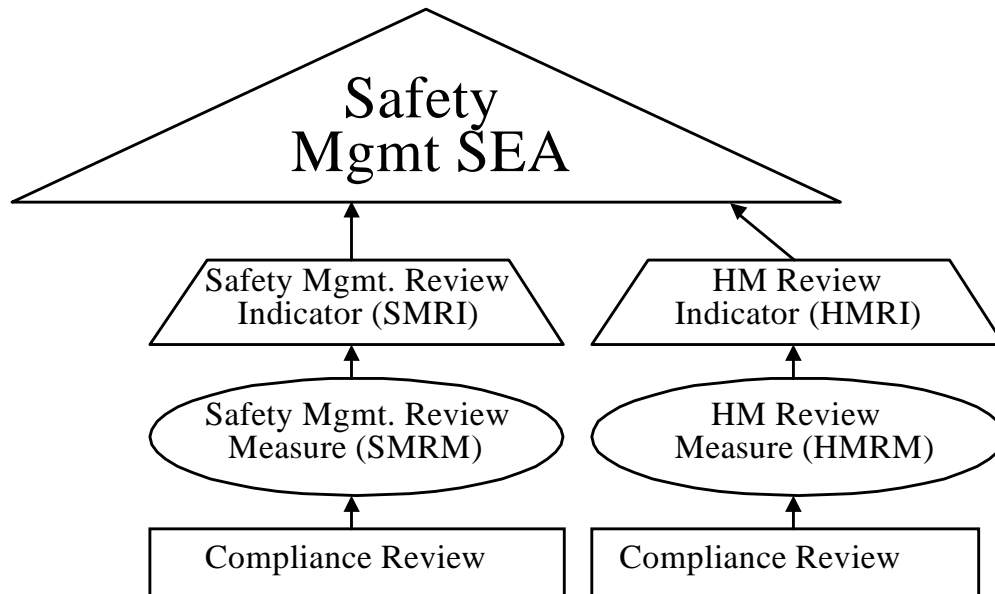 Safety
Mgmt SEA
Safety Mgmt. Review
Indicator (SMRI)
HM Review
Indicator (HMRI)
Safety Mgmt. Review
Measure (SMRM)
HM Review
Measure (HMRM)
Compliance Review
Compliance Review